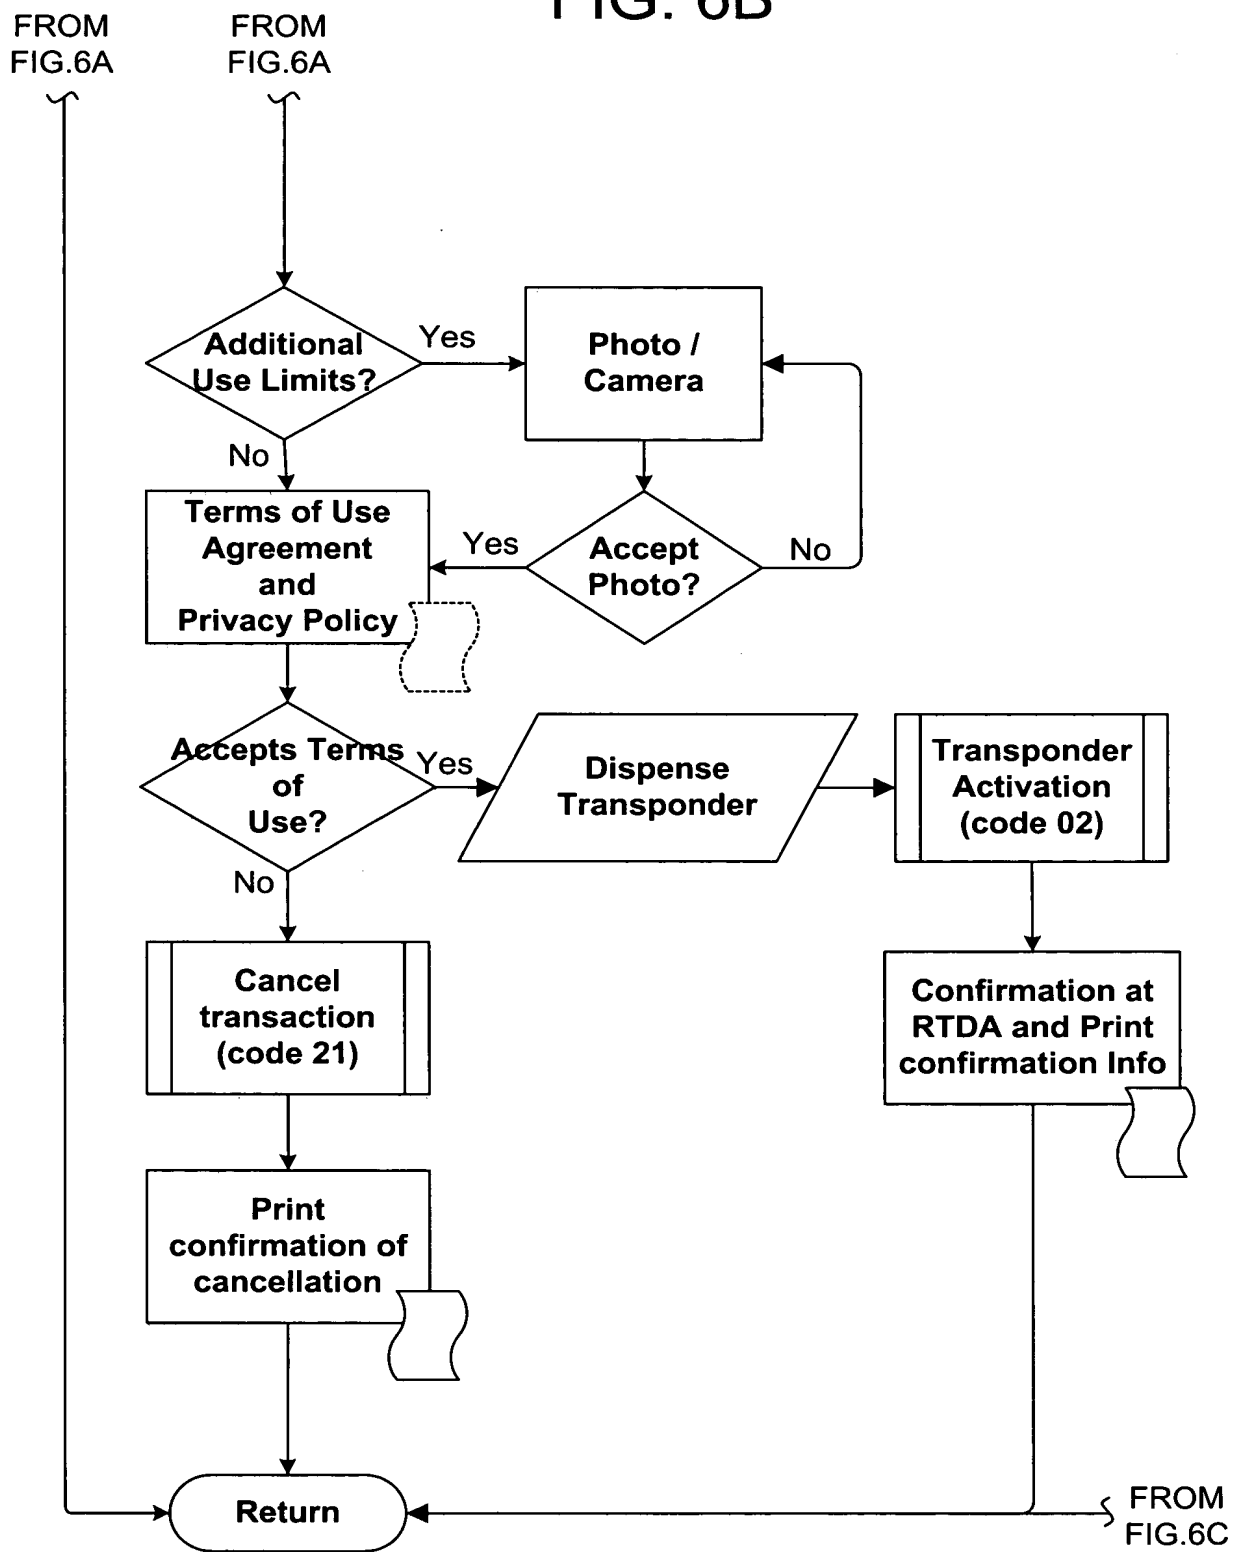 FIG. 6B
FROM
FIG.6A
FROM
FIG.6A
Additional
Use Limits?
Yes
Photo /
Camera
No
Terms of Use
Agreement
and
Privacy Policy
Yes
Accept
Photo?
No
Accepts Terms
of
Use?
Yes
Dispense
Transponder
Transponder
Activation
(code 02)
No
Cancel
transaction
(code 21)
Confirmation at
RTDA and Print
confirmation Info
Print
confirmation of
cancellation
Return
FROM
FIG.6C